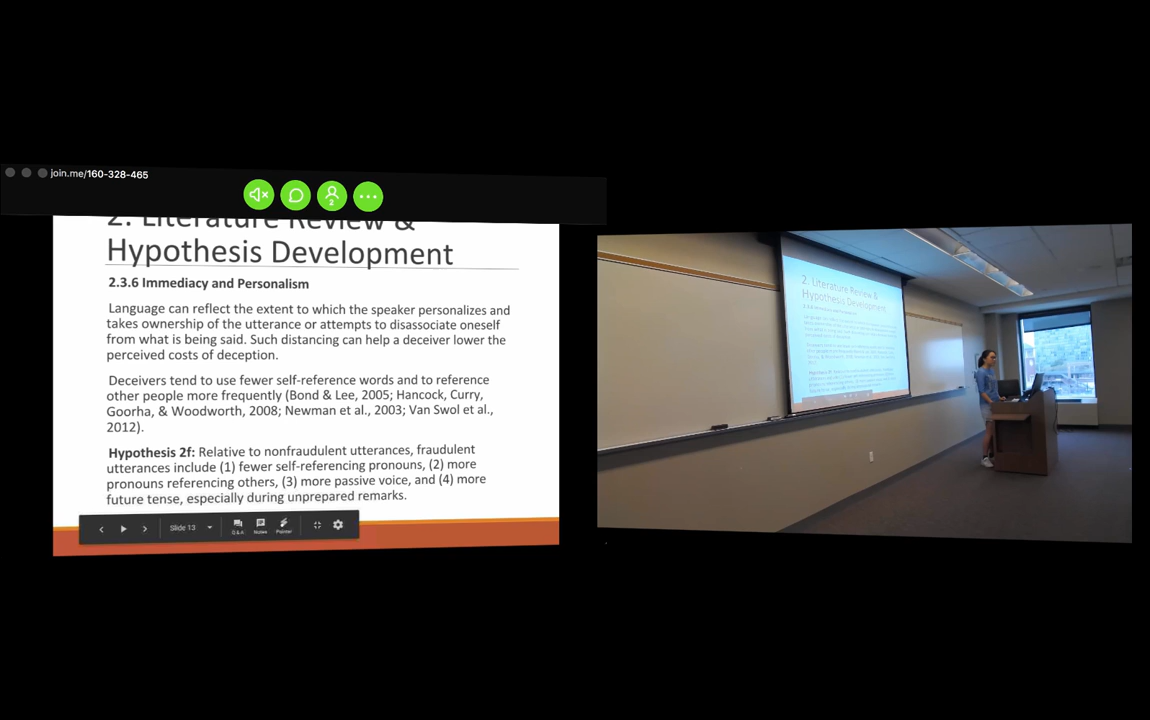 join.me/160-328-465
2
2. Literature Review &
Hypothesis Development
2.3.6 Immediacy and Personalism
Language can reflect the extent to which the speaker personalizes and
takes ownership of the utterance or attempts to disassociate oneself
from what is being said. Such distancing can help a deceiver lower the
perceived costs of deception.
Deceivers tend to use fewer self-reference words and to reference
other people more frequently (Bond & Lee, 2005; Hancock, Curry,
Goorha, & Woodworth, 2008; Newman et al., 2003; Van Swol et al.,
2012).
Hypothesis 2f: Relative to nonfraudulent utterances, fraudulent
utterances include (1) fewer self-referencing pronouns, (2) more
pronouns referencing others, (3) more passive voice, and (4) more
future tense, especially during unprepared remarks.
Slide 13
Q&A
Notes
Pointer
2. Literature Review &
Hypothesis Development